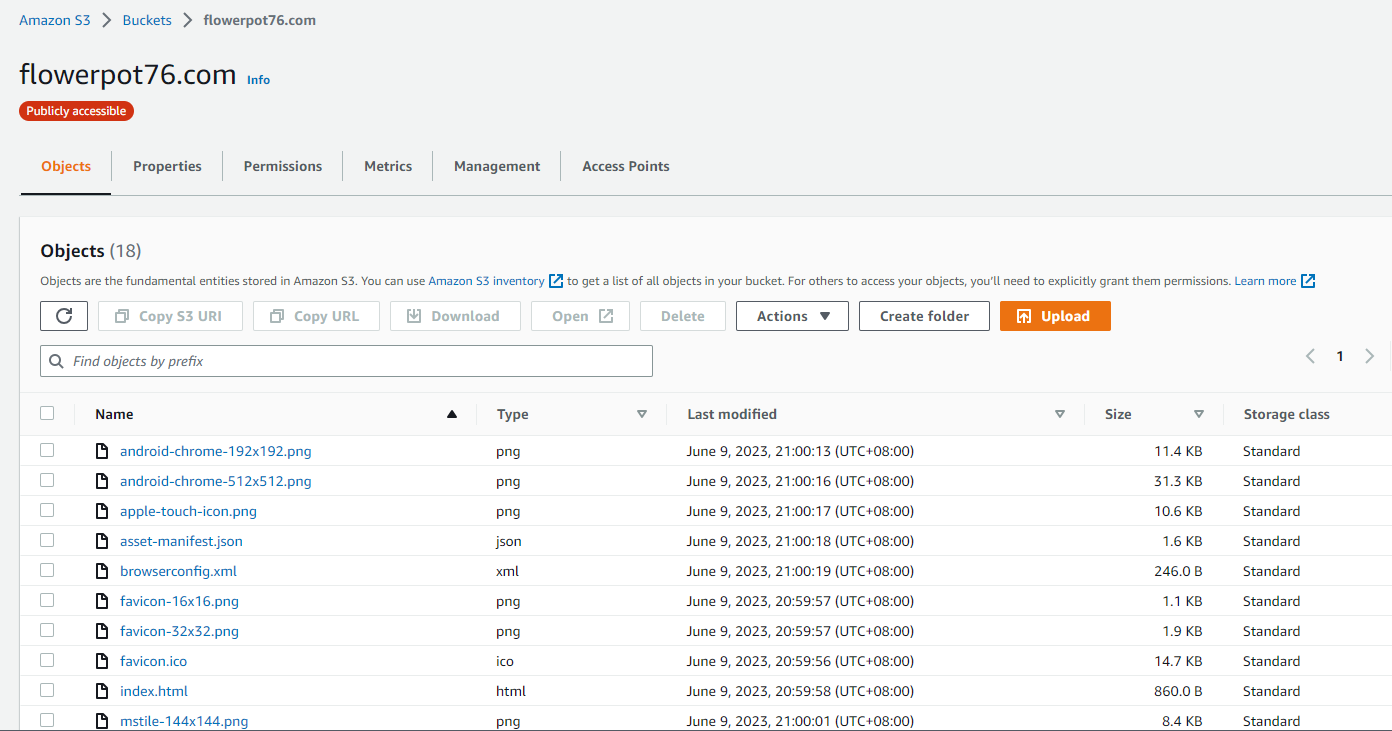 Amazon S3 > Buckets > flowerpot76.com
flowerpot76.com Info
Publicly accessible
Objects Properties Permissions Metrics Management Access Points
Objects (18)
Objects are the fundamental entities stored in Amazon S3. You can use Amazon S3 inventory to get a list of all objects in your bucket. For others to access your objects, you'll need to explicitly grant them permissions. Learn more
Copy S3 URI Copy URL Download Open Delete Actions Create folder Upload
Find objects by prefix
1
Name Type Last modified Size Storage class
android-chrome-192x192.png png June 9, 2023, 21:00:13 (UTC+08:00) 11.4 KB Standard
android-chrome-512x512.png png June 9, 2023, 21:00:16 (UTC+08:00) 31.3 KB Standard
apple-touch-icon.png png June 9, 2023, 21:00:17 (UTC+08:00) 10.6 KB Standard
asset-manifest.json json June 9, 2023, 21:00:18 (UTC+08:00) 1.6 KB Standard
browserconfig.xml xml June 9, 2023, 21:00:19 (UTC+08:00) 246.0 B Standard
favicon-16x16.png png June 9, 2023, 20:59:57 (UTC+08:00) 1.1 KB Standard
favicon-32x32.png png June 9, 2023, 20:59:57 (UTC+08:00) 1.9 KB Standard
favicon.ico ico June 9, 2023, 20:59:56 (UTC+08:00) 14.7 KB Standard
index.html html June 9, 2023, 20:59:58 (UTC+08:00) 860.0 B Standard
mstile-144x144.png png June 9, 2023, 21:00:01 (UTC+08:00) 8.4 KB Standard